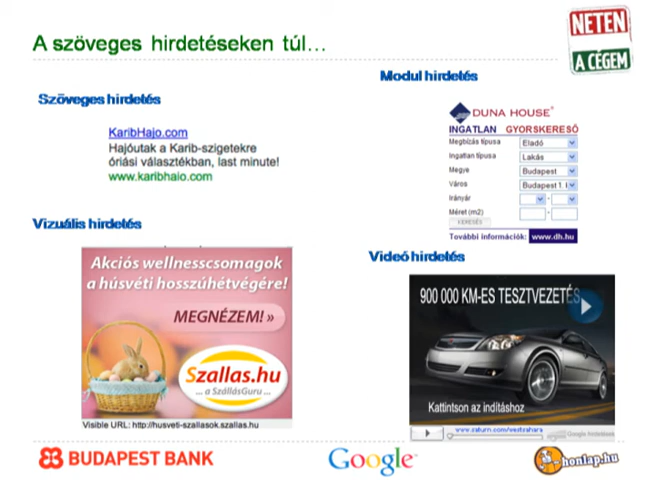 A szöveges hirdetéseken túl...
NETEN
A CÉGEM
Szöveges hirdetés
KaribHajo.com
Hajóutak a Karib-szigetekre
óriási választékban, last minute!
www.karibhajo.com
Modul hirdetés
DUNA HOUSE
INGATLAN GYORSKERESŐ
Megbízás típusa Eladó
Ingatlan típusa Lakás
Megye Budapest
Város Budapest 1.
Irányár
Méret (m2)
KERESÉS
További információk: www.dh.hu
Vizuális hirdetés
Akciós wellnesscsomagok
a húsvéti hosszúhétvégére!
MEGNÉZEM! »
Szallas.hu
... a SzállásGuru ...
Visible URL: http://husveti-szallasok.szallas.hu
Videó hirdetés
900 000 KM-ES TESZTVEZETÉS
Kattintson az indításhoz
BUDAPEST BANK
Google
honlap.hu